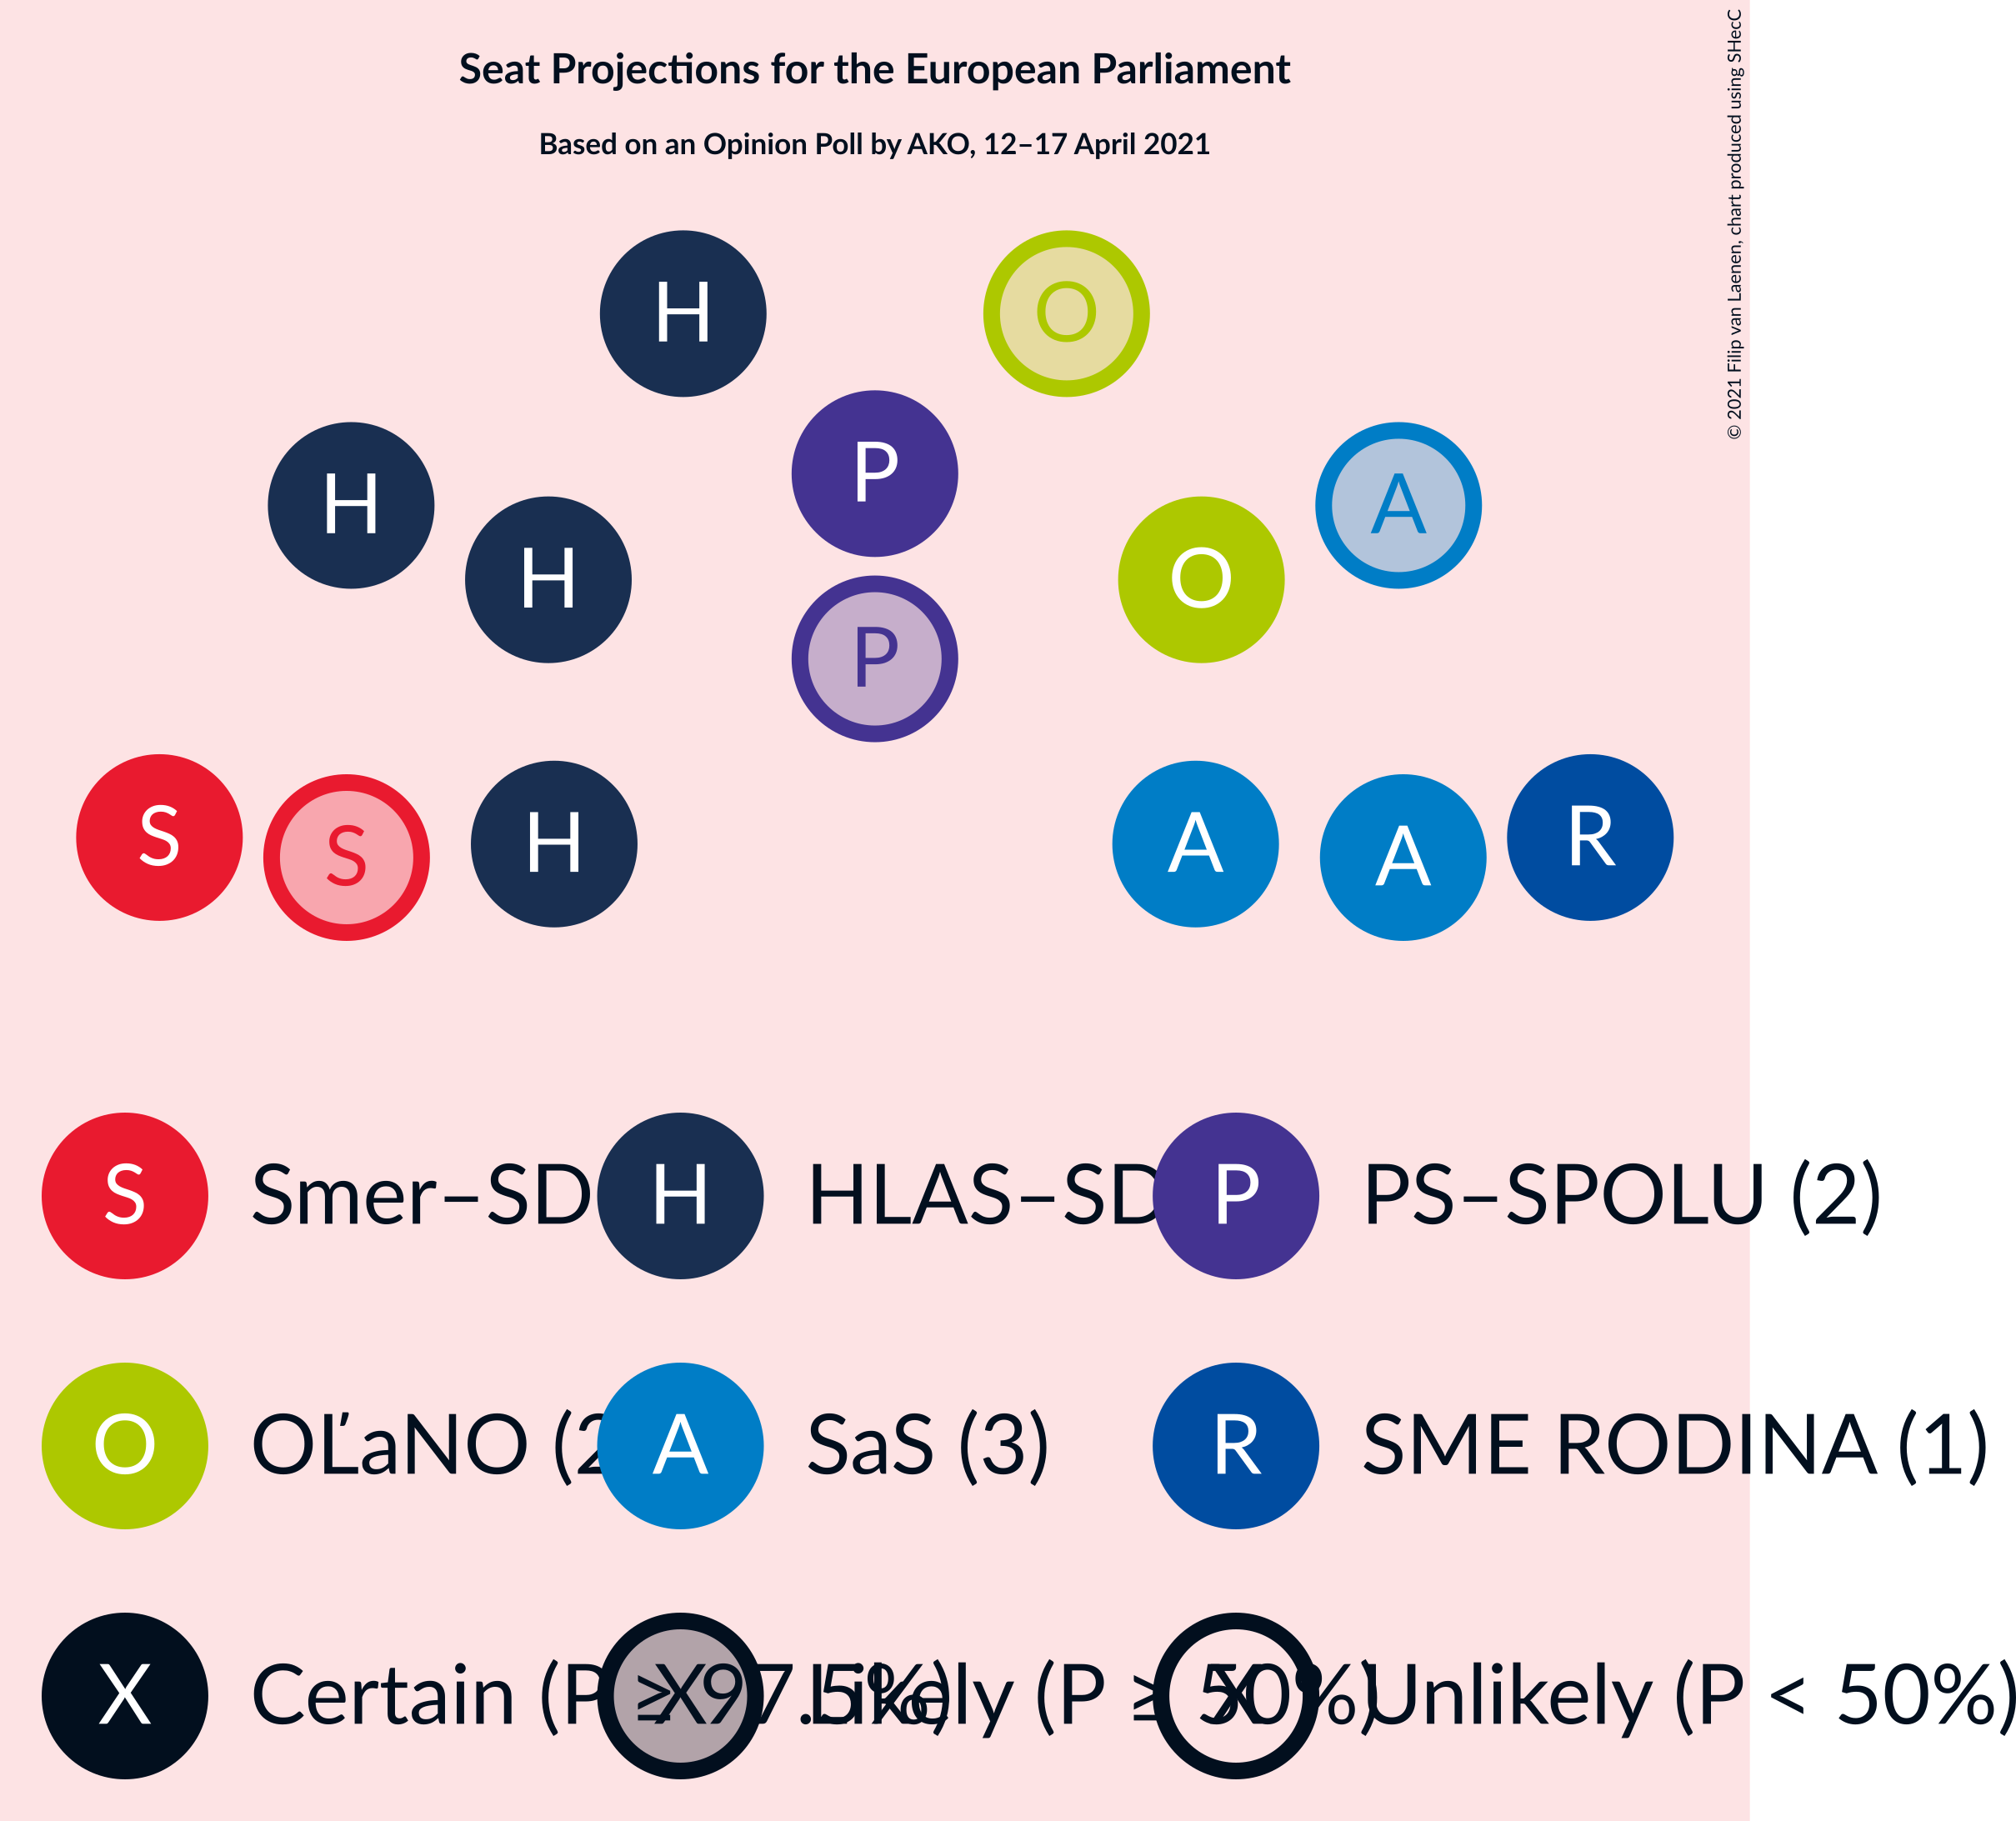 Seat Projections for the European Parliament
Based on an Opinion Poll by AKO, 12–17 April 2021
© 2021 Filip van Laenen, chart produced using SHecC
H O
P
H A
H O
P
S R
H A
S A
S Smer–SD H HLAS–SD P PS–SPOLU (2)
O OĽaNO (2 A SaS (3) R SME RODINA (1)
X Certain (P ≥ 97.5%) X Likely (P ≥ 50%) X Unlikely (P < 50%)